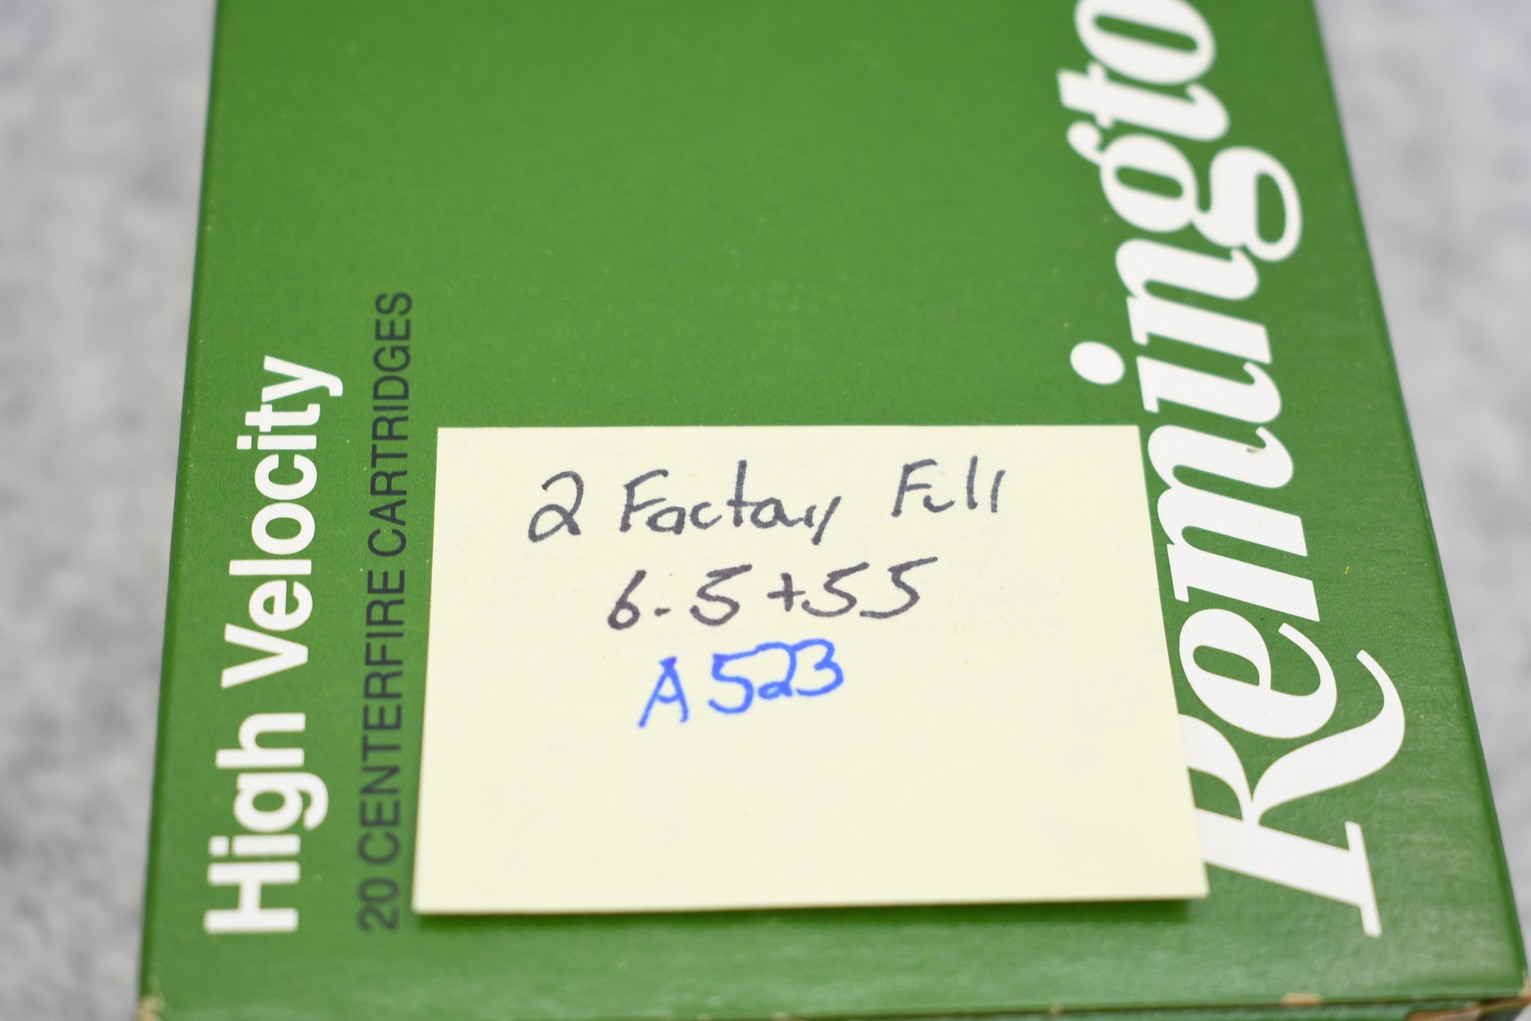 High Velocity
20 CENTERFIRE CARTRIDGES
2 Factory Full
6.5+55
A523
Remingto